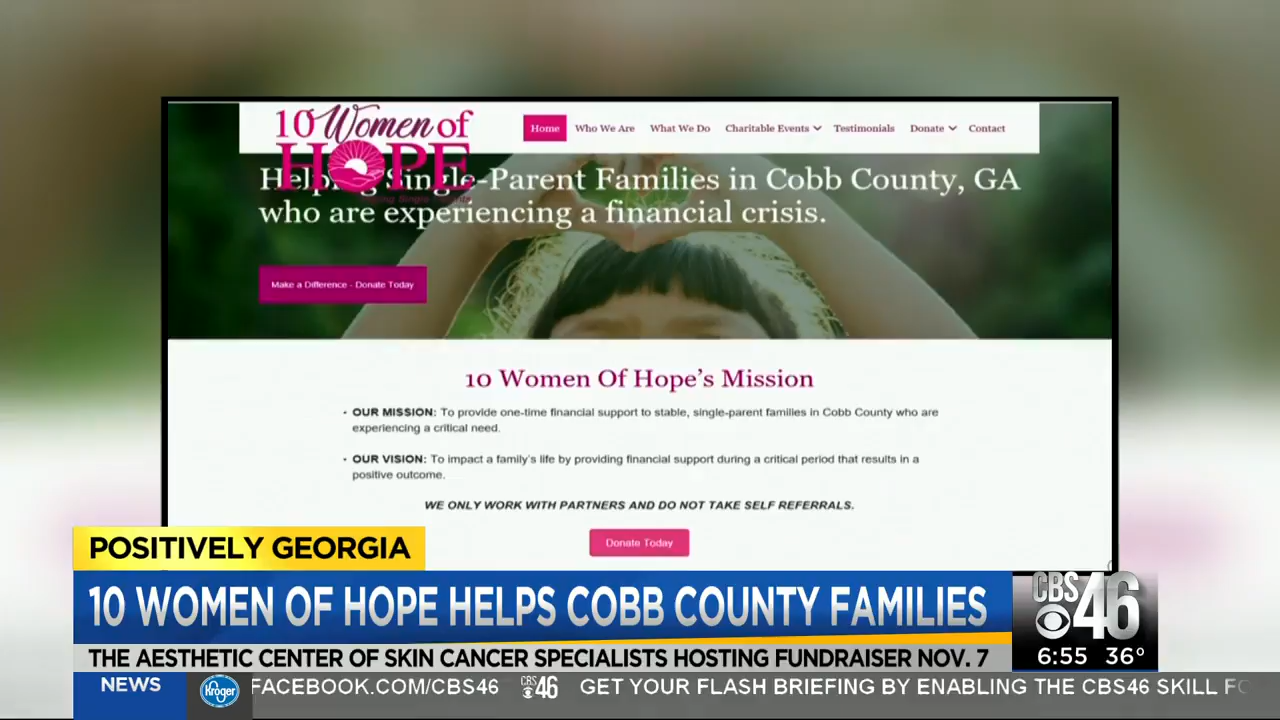 10 Women of
HOPE
Home Who We Are What We Do Charitable Events Testimonials Donate Contact
Helping Single-Parent Families in Cobb County, GA
who are experiencing a financial crisis.
Make a Difference - Donate Today
10 Women Of Hope's Mission
• OUR MISSION: To provide one-time financial support to stable, single-parent families in Cobb County who are
experiencing a critical need.
• OUR VISION: To impact a family's life by providing financial support during a critical period that results in a
positive outcome.
WE ONLY WORK WITH PARTNERS AND DO NOT TAKE SELF REFERRALS.
Donate Today
POSITIVELY GEORGIA
10 WOMEN OF HOPE HELPS COBB COUNTY FAMILIES
CBS 46
THE AESTHETIC CENTER OF SKIN CANCER SPECIALISTS HOSTING FUNDRAISER NOV. 7
6:55 36°
NEWS Kroger FACEBOOK.COM/CBS46 CBS 46 GET YOUR FLASH BRIEFING BY ENABLING THE CBS46 SKILL